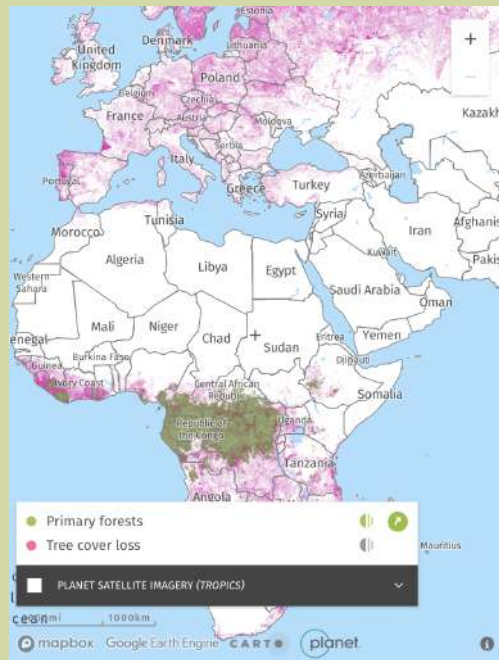 Estonia
Denmark
Lithuania
United
Kingdom
Belgium
Poland
Czechia
France
Austria
Moldova
Serbia
Kazakh
Italy
Portugal
Greece
Turkey
Azerbaijan
Tunisia
Syria
Morocco
Iran
Afghanis
Algeria
Libya
Egypt
Kuwait
Pakis
Western
Sahara
Saudi Arabia
Oman
Mali
Niger
Chad
Sudan
Eritrea
Yemen
enegal
Burkina Faso
Djibouti
Guinea
Ivory Coast
Central African
Republic
Somalia
Republic of
the Congo
Uganda
Tanzania
Angola
Primary forests
Tree cover loss
Mauritius
PLANET SATELLITE IMAGERY (TROPICS)
cean
1000km
mapbox Google Earth Engine CARTO planet.